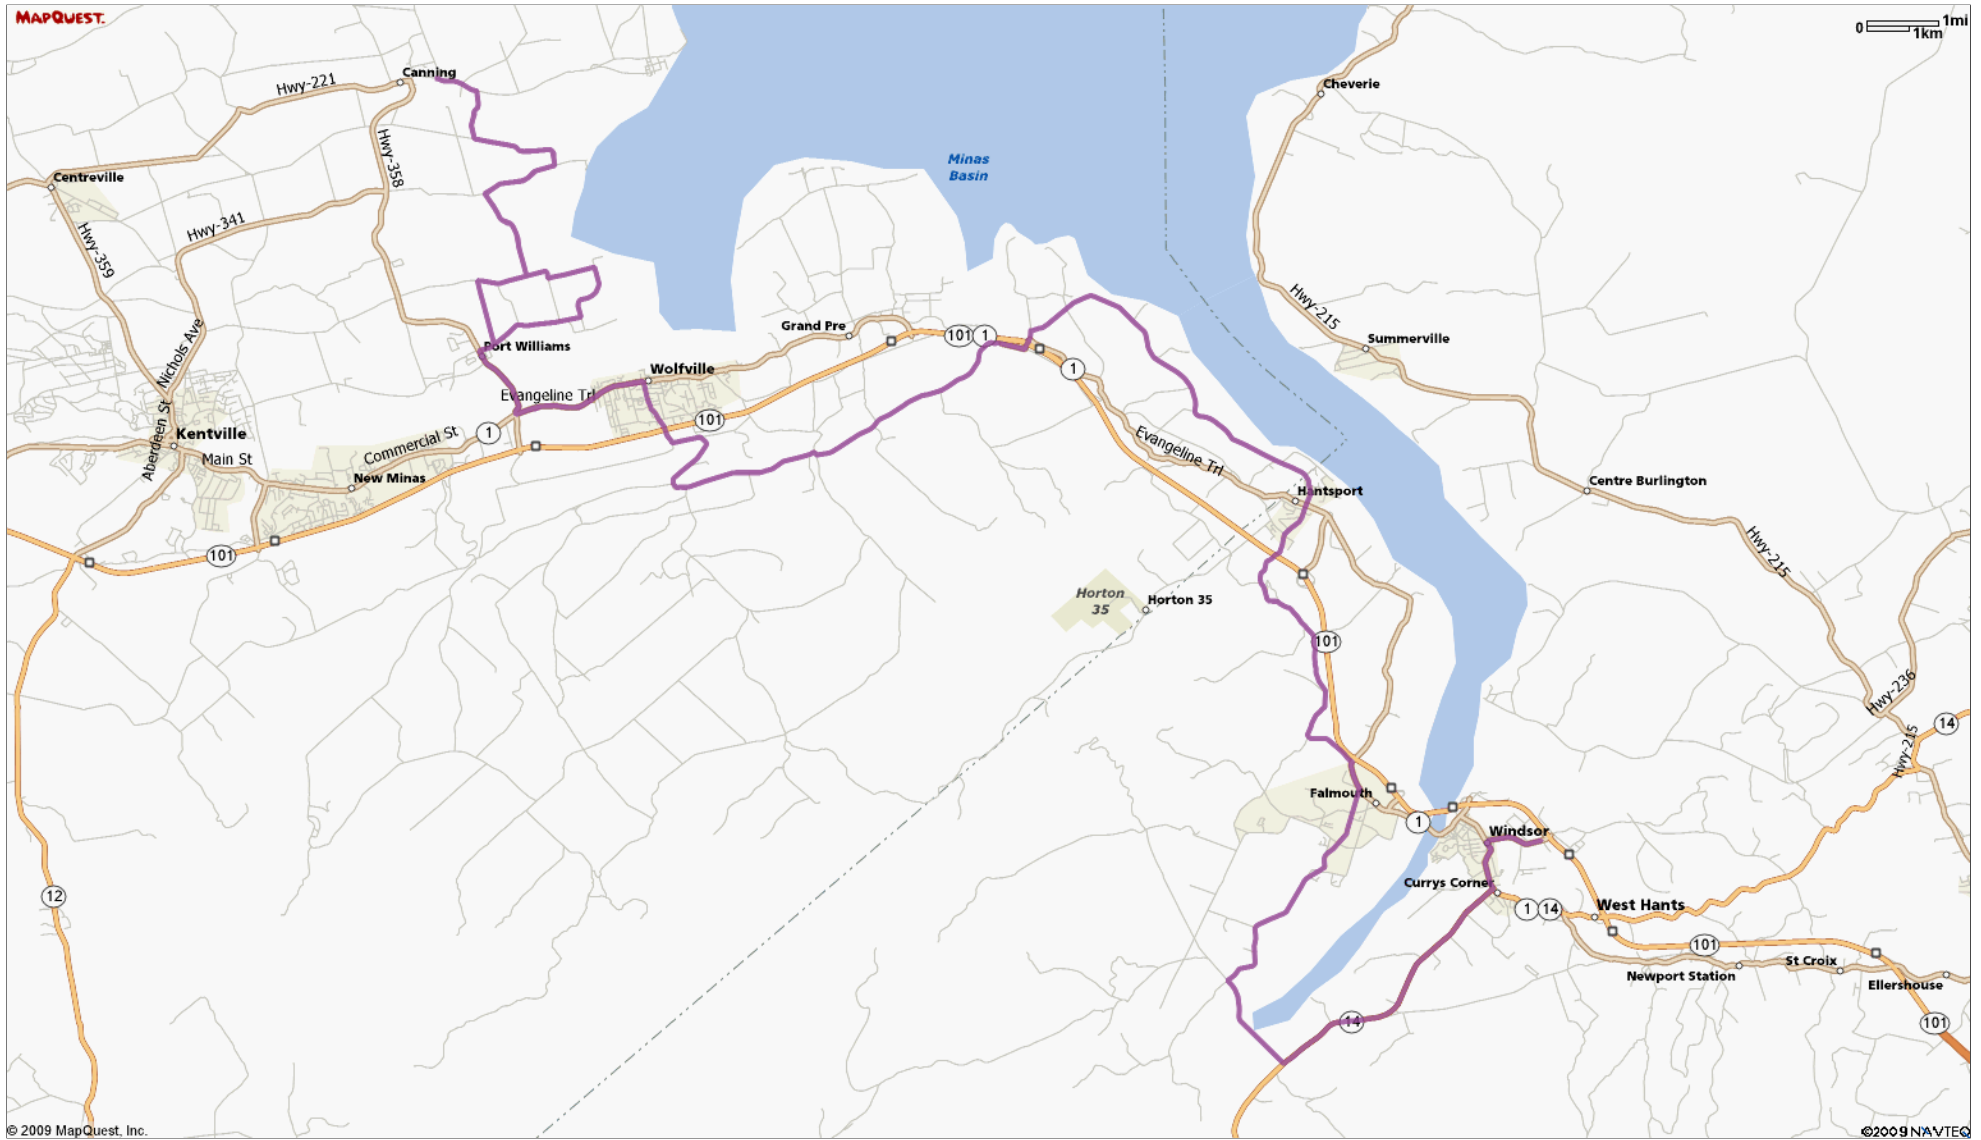 MAPQUEST.
0
1mi
1km
Canning
Hwy-221
Cheverie
Hwy-358
Minas
Basin
Centreville
Hwy-341
Hwy-359
Hwy-215
Nichols Ave
Port Williams
Grand Pre
101
1
Summerville
Wolfville
1
Evangeline Trl
Aberdeen St
101
Kentville
1
Commercial St
Main St
Evangeline Trl
New Minas
Hantsport
Centre Burlington
101
Hwy-215
Horton
35
Horton 35
101
Hwy-236
14
Hwy-215
Falmouth
1
Windsor
Currys Corner
12
1
14
West Hants
101
St Croix
Newport Station
Ellershouse
14
101
© 2009 MapQuest, Inc.
©2009 NAVTEQ